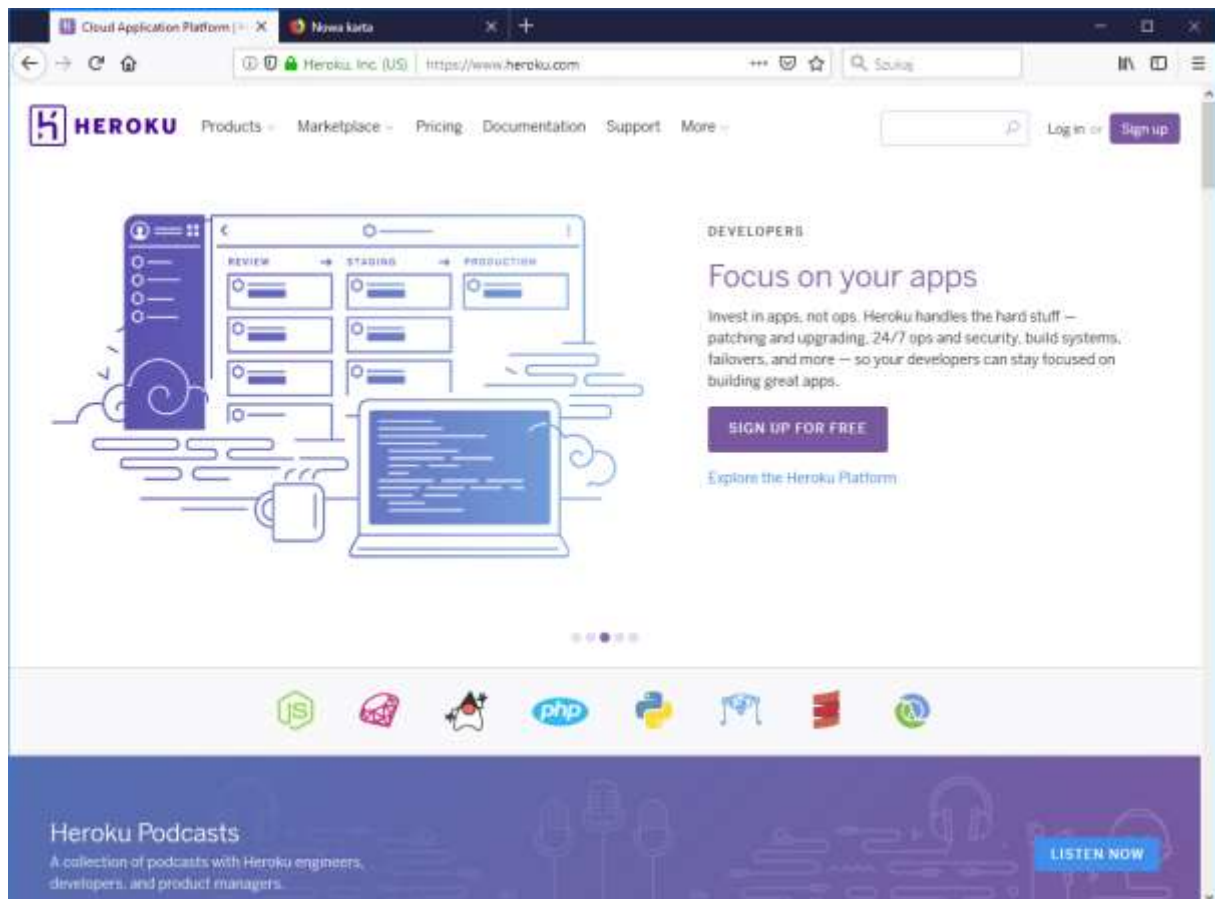 Cloud Application Platform |
Nowa karta
Heroku, Inc. (US)
https://www.heroku.com
Szukaj
HEROKU
Products
Marketplace
Pricing
Documentation
Support
More
Log in or
Sign up
REVIEW
STAGING
PRODUCTION
DEVELOPERS
Focus on your apps
Invest in apps, not ops. Heroku handles the hard stuff —
patching and upgrading, 24/7 ops and security, build systems,
failovers, and more — so your developers can stay focused on
building great apps.
SIGN UP FOR FREE
Explore the Heroku Platform
JS
php
Heroku Podcasts
A collection of podcasts with Heroku engineers,
developers, and product managers.
LISTEN NOW